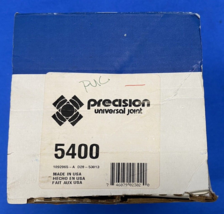 PUC
precision
universal joint
5400
MADE IN USA
HECHO EN USA
FAIT AUX USA